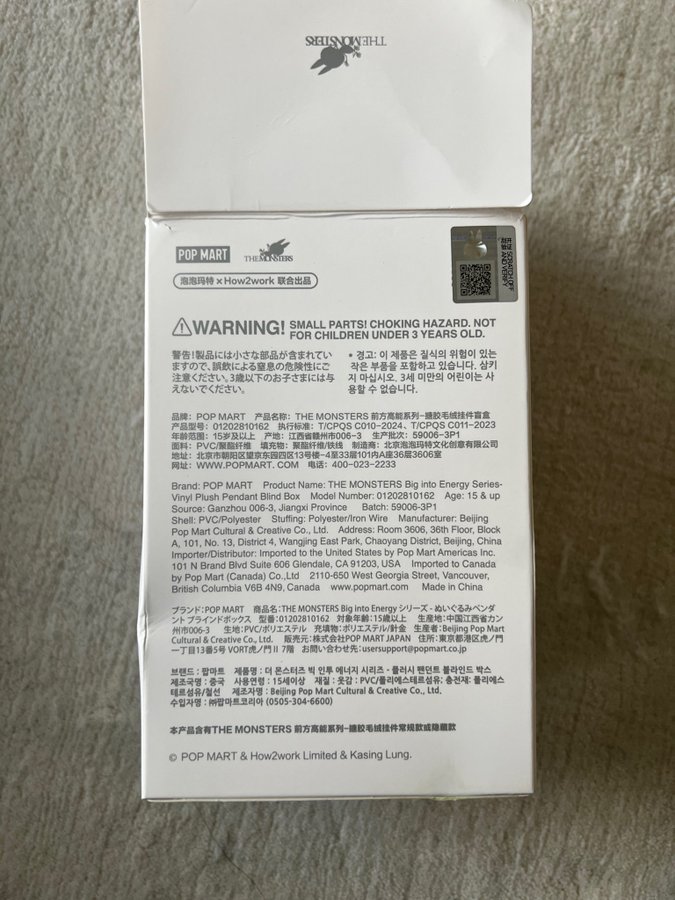 THE MONSTERS
POP MART
THE MONSTERS
泡泡玛特 × How2work 联合出品
SCRATCH OFF
AND VERIFY
WARNING! SMALL PARTS! CHOKING HAZARD. NOT
FOR CHILDREN UNDER 3 YEARS OLD.
警告!製品には小さな部品が含まれてい
ますので、誤飲による窒息の危険性にご
注意ください。3歳以下のお子さまには与
えないでください。
• 경고: 이 제품은 질식의 위험이 있는
작은 부품을 포함하고 있습니다. 삼키
지 마십시오. 3세 미만의 어린이는 사
용할 수 없습니다.
品牌：POP MART 产品名称：THE MONSTERS 前方高能系列-搪胶毛绒挂件盲盒
产品型号：01202810162 执行标准：T/CPQS C010-2024、T/CPQS C011-2023
年龄范围：15岁及以上 产地：江西省赣州市006-3 生产批次：59006-3P1
面料：PVC/聚酯纤维 填充物：聚酯纤维/铁线 制造商：北京泡泡玛特文化创意有限公司
地址：北京市朝阳区望京东园四区13号楼-4至33层101内A座36层3606室
网址：WWW.POPMART.COM 电话：400-023-2233
Brand: POP MART Product Name: THE MONSTERS Big into Energy Series-
Vinyl Plush Pendant Blind Box Model Number: 01202810162 Age: 15 & up
Source: Ganzhou 006-3, Jiangxi Province Batch: 59006-3P1
Shell: PVC/Polyester Stuffing: Polyester/Iron Wire Manufacturer: Beijing
Pop Mart Cultural & Creative Co., Ltd. Address: Room 3606, 36th Floor, Block
A, 101, No. 13, District 4, Wangjing East Park, Chaoyang District, Beijing, China
Importer/Distributor: Imported to the United States by Pop Mart Americas Inc.
101 N Brand Blvd Suite 606 Glendale, CA 91203, USA Imported to Canada
by Pop Mart (Canada) Co.,Ltd 2110-650 West Georgia Street, Vancouver,
British Columbia V6B 4N9, Canada www.popmart.com Made in China
ブランド：POP MART 商品名：THE MONSTERS Big into Energy シリーズ - ぬいぐるみペンダ
ント ブラインドボックス 型番：01202810162 対象年齢：15歳以上 生産地：中国江西省カン
州市006-3 生地：PVC/ポリエステル 充填物：ポリエステル/針金 生産者：Beijing Pop Mart
Cultural & Creative Co., Ltd. 販売元：株式会社POP MART JAPAN 住所：東京都港区虎ノ門
一丁目13番5号 VORT虎ノ門Ⅱ 7階 お問い合わせ先：usersupport@popmart.co.jp
브랜드 : 팝마트 제품명 : 더 몬스터즈 빅 인투 에너지 시리즈 - 플러시 펜던트 블라인드 박스
제조국명 : 중국 사용연령 : 15세이상 재질 : 옷감 : PVC/폴리에스테르섬유; 충전재: 폴리에스
테르섬유/철선 제조자명 : Beijing Pop Mart Cultural & Creative Co., Ltd.
수입자명 : ㈜팝마트코리아 (0505-304-6600)
本产品含有THE MONSTERS 前方高能系列-搪胶毛绒挂件常规款或隐藏款
© POP MART & How2work Limited & Kasing Lung.